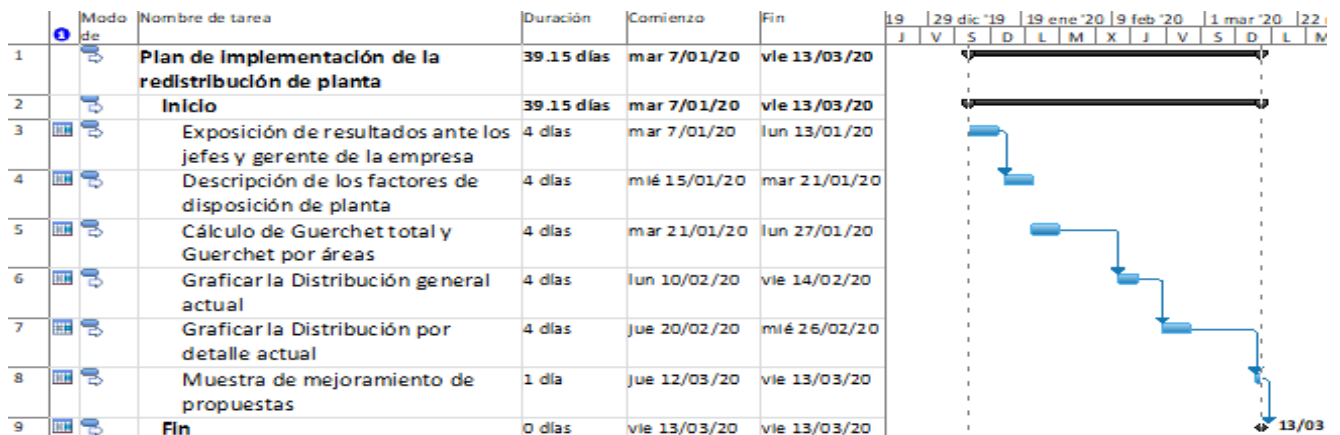 Modo de Nombre de tarea Duración Comienzo Fin 19 29 dic '19 19 ene '20 9 feb '20 1 mar '20 22
J V S D L M X J V S D L M
1 Plan de implementación de la redistribución de planta 39.15 días mar 7/01/20 vie 13/03/20
2 Inicio 39.15 días mar 7/01/20 vie 13/03/20
3 Exposición de resultados ante los jefes y gerente de la empresa 4 días mar 7/01/20 lun 13/01/20
4 Descripción de los factores de disposición de planta 4 días mié 15/01/20 mar 21/01/20
5 Cálculo de Guerchet total y Guerchet por áreas 4 días mar 21/01/20 lun 27/01/20
6 Graficar la Distribución general actual 4 días lun 10/02/20 vie 14/02/20
7 Graficar la Distribución por detalle actual 4 días jue 20/02/20 mié 26/02/20
8 Muestra de mejoramiento de propuestas 1 día jue 12/03/20 vie 13/03/20
9 Fin 0 días vie 13/03/20 vie 13/03/20 13/03